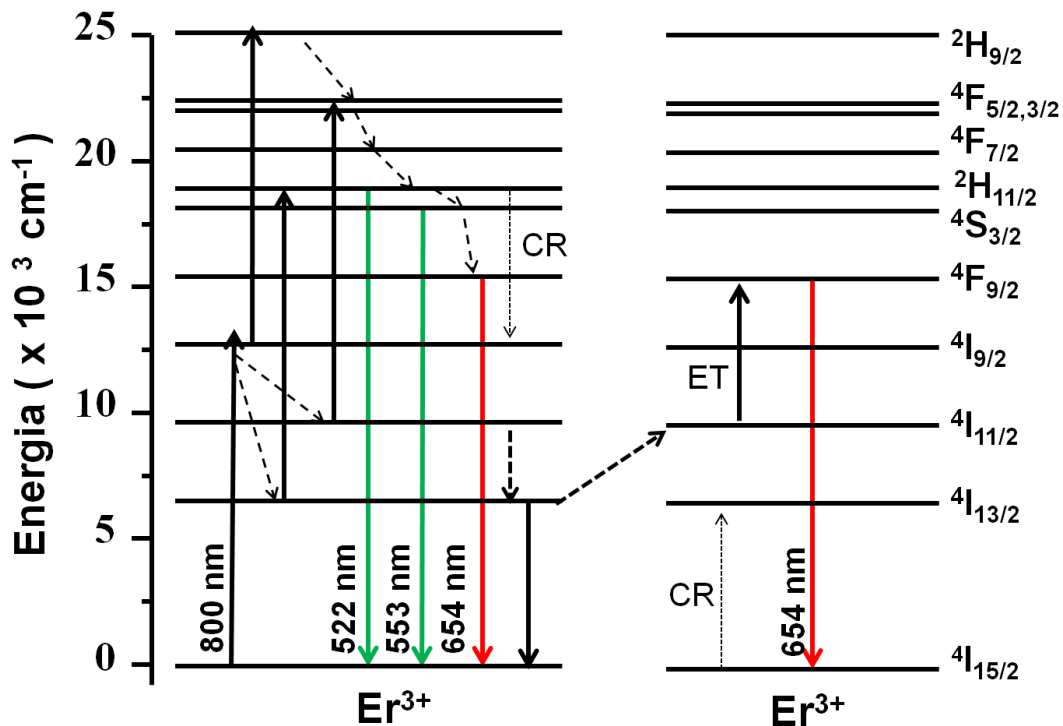 Energia ( x 10 ³ cm⁻¹ )
25
20
15
10
5
0
800 nm
522 nm
553 nm
654 nm
CR
Er³⁺
ET
CR
654 nm
Er³⁺
²H₉/₂
⁴F₅/₂,₃/₂
⁴F₇/₂
²H₁₁/₂
⁴S₃/₂
⁴F₉/₂
⁴I₉/₂
⁴I₁₁/₂
⁴I₁₃/₂
⁴I₁₅/₂